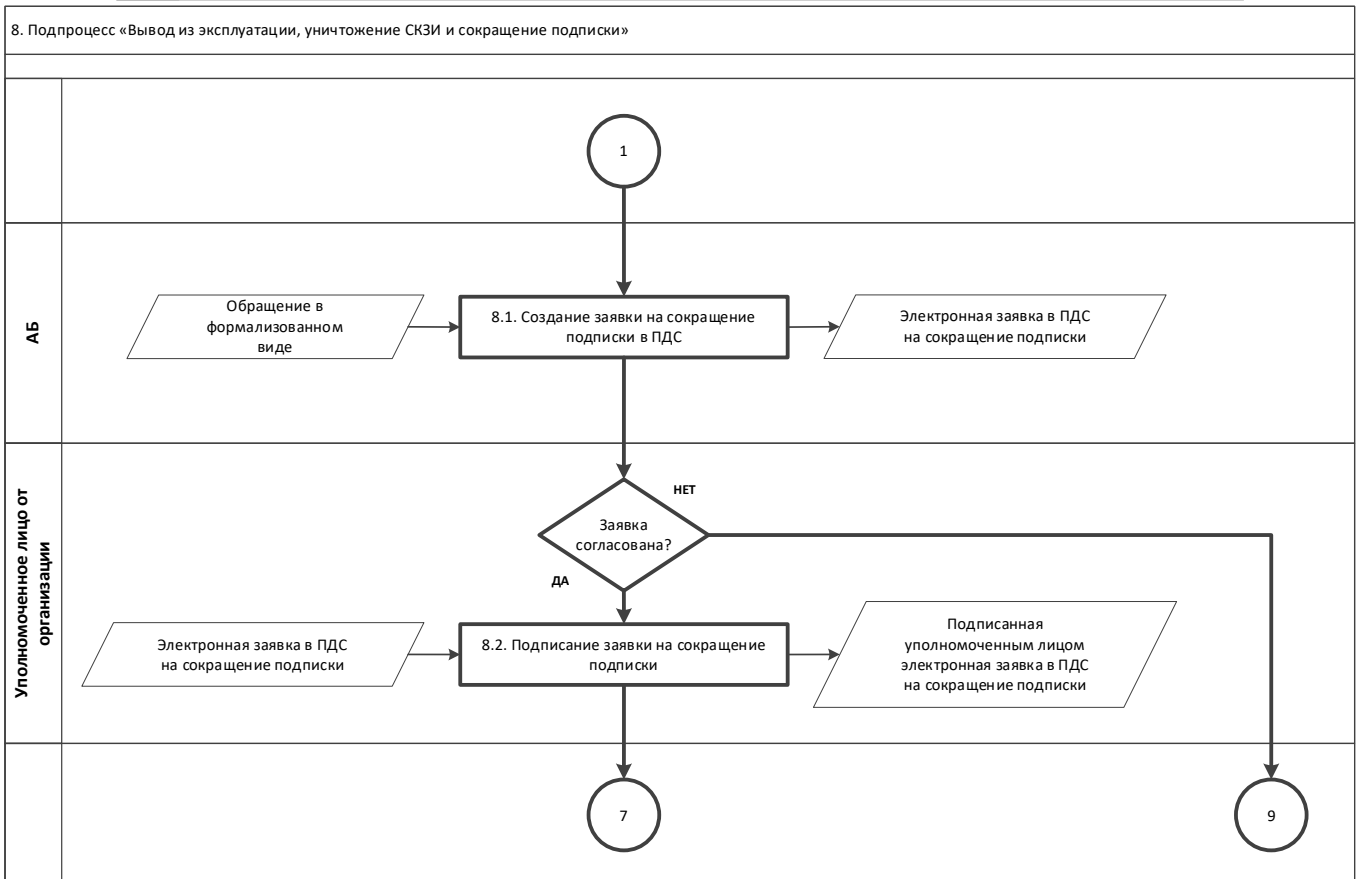 8. Подпроцесс «Вывод из эксплуатации, уничтожение СКЗИ и сокращение подписки»
1
АБ
Обращение в
формализованном
виде
8.1. Создание заявки на сокращение
подписки в ПДС
Электронная заявка в ПДС
на сокращение подписки
Уполномоченное лицо от
организации
НЕТ
Заявка
согласована?
ДА
Электронная заявка в ПДС
на сокращение подписки
8.2. Подписание заявки на сокращение
подписки
Подписанная
уполномоченным лицом
электронная заявка в ПДС
на сокращение подписки
7
9